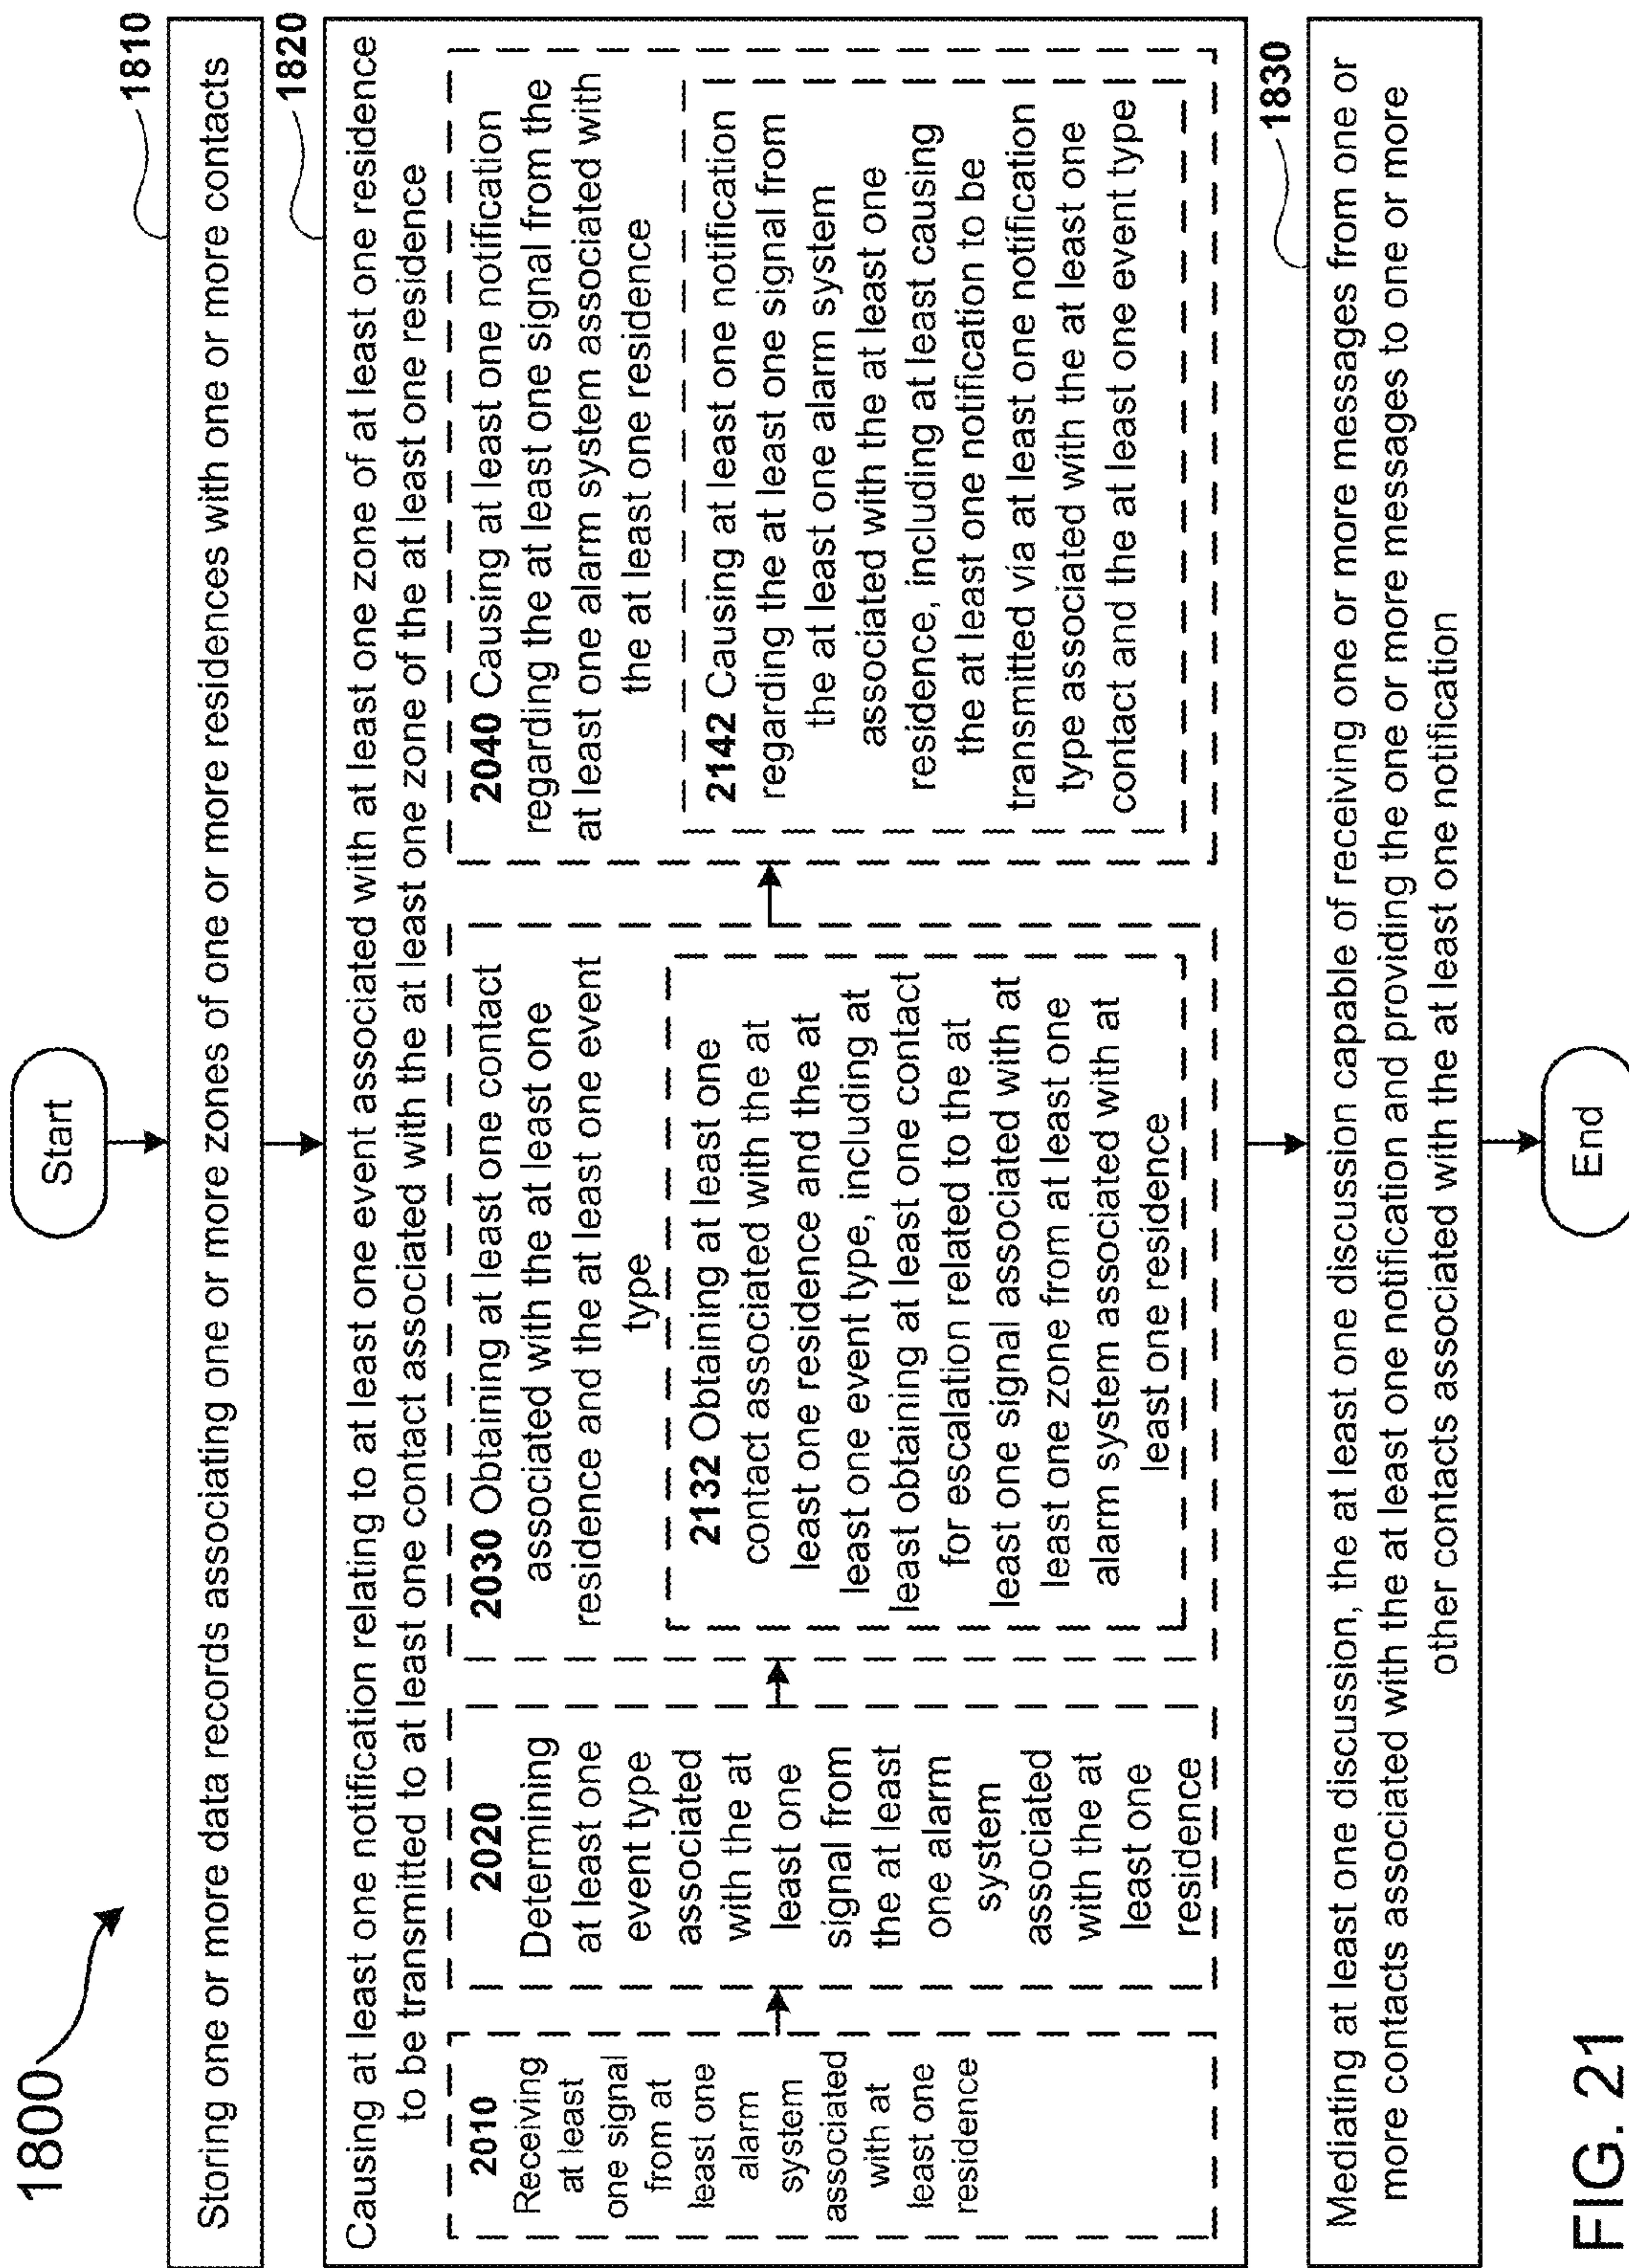 1800
Start
1810
Storing one or more data records associating one or more zones of one or more residences with one or more contacts
1820
Causing at least one notification relating to at least one event associated with at least one zone of at least one residence
to be transmitted to at least one contact associated with the at least one zone of the at least one residence
2010
Receiving
at least
one signal
from at
least one
alarm
system
associated
with at
least one
residence
2020
Determining
at least one
event type
associated
with the at
least one
signal from
the at least
one alarm
system
associated
with the at
least one
residence
2030 Obtaining at least one contact
associated with the at least one
residence and the at least one event
type
2132 Obtaining at least one
contact associated with the at
least one residence and the at
least one event type, including at
least obtaining at least one contact
for escalation related to the at
least one signal associated with at
least one zone from at least one
alarm system associated with at
least one residence
2040 Causing at least one notification
regarding the at least one signal from the
at least one alarm system associated with
the at least one residence
2142 Causing at least one notification
regarding the at least one signal from
the at least one alarm system
associated with the at least one
residence, including at least causing
the at least one notification to be
transmitted via at least one notification
type associated with the at least one
contact and the at least one event type
1830
Mediating at least one discussion, the at least one discussion capable of receiving one or more messages from one or
more contacts associated with the at least one notification and providing the one or more messages to one or more
other contacts associated with the at least one notification
End
FIG. 21